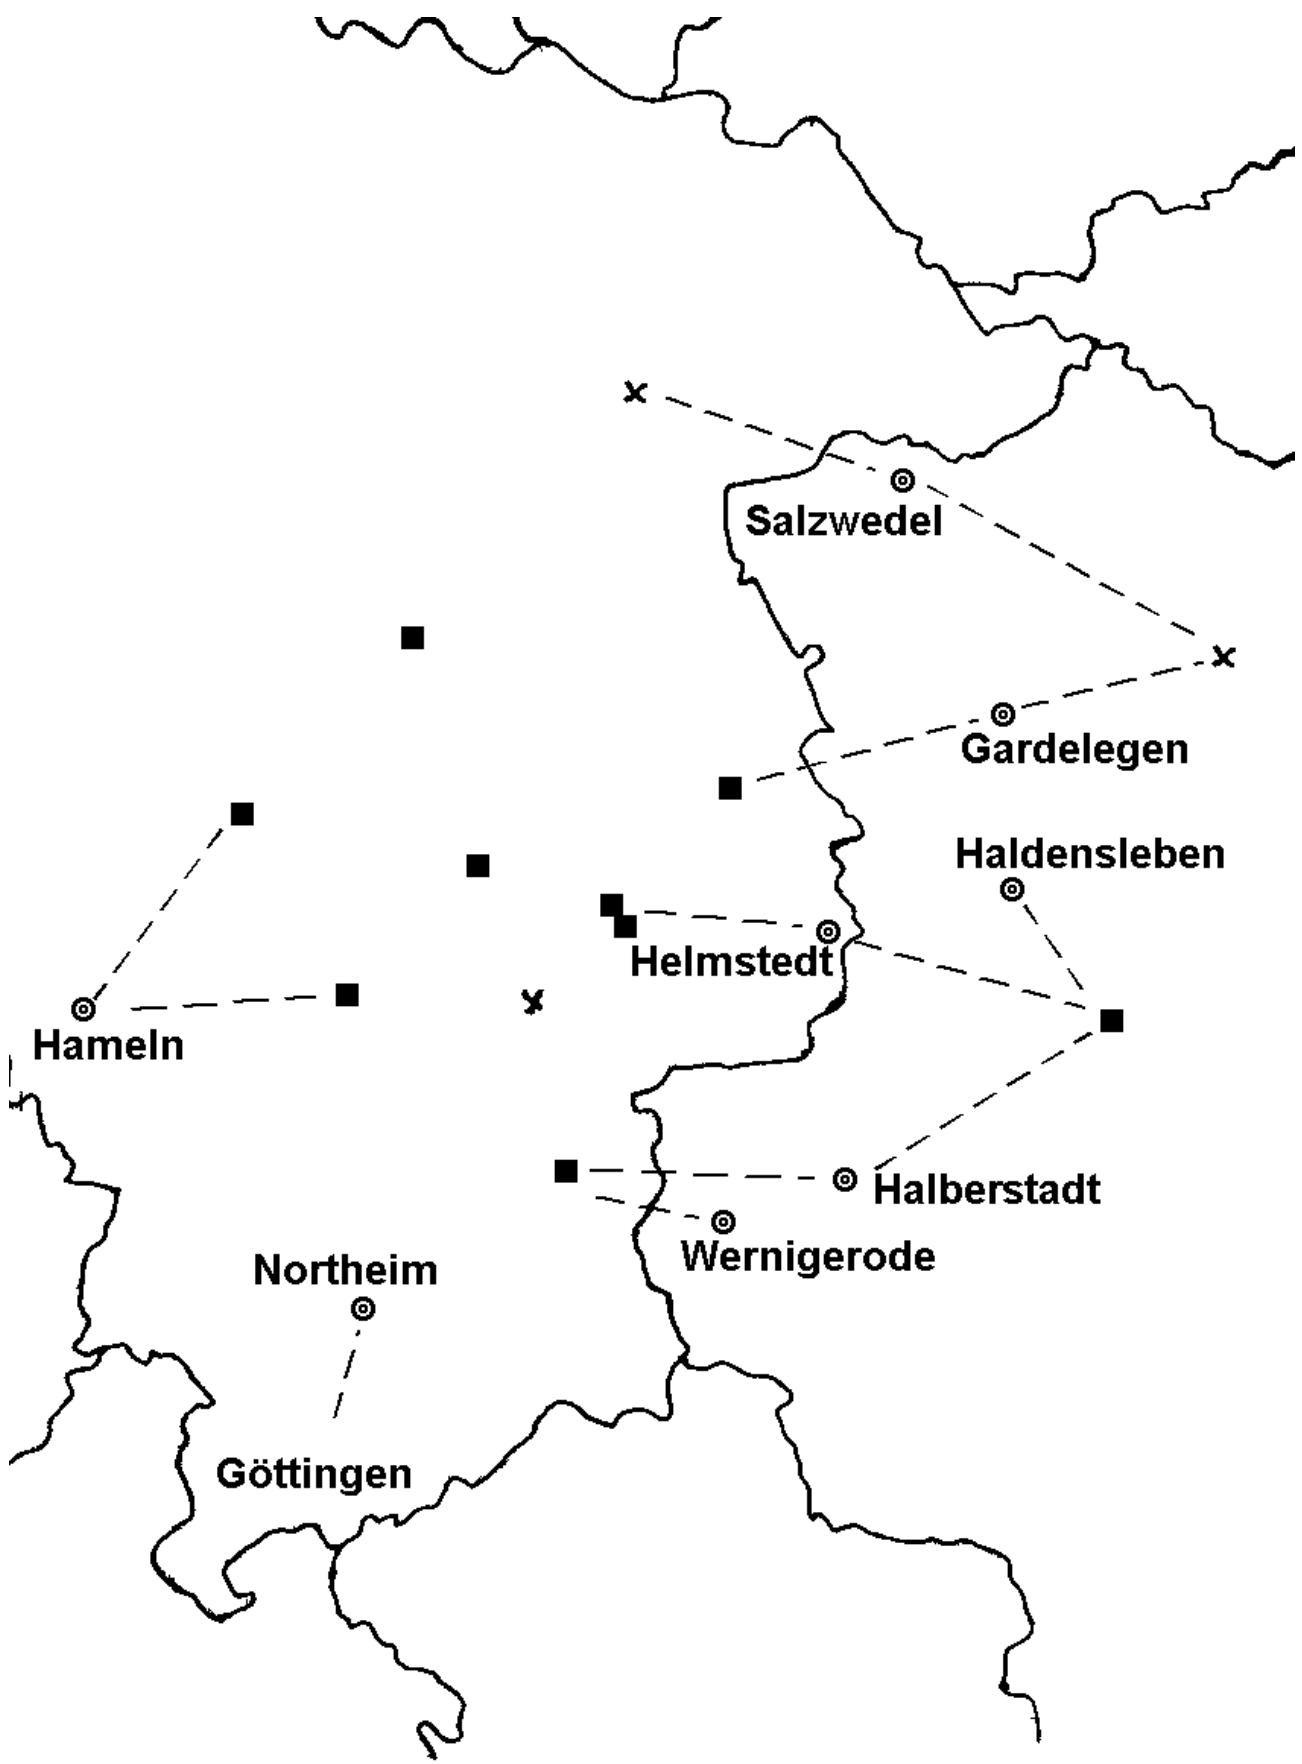 Salzwedel
Gardelegen
Haldensleben
Helmstedt
Hameln
Halberstadt
Wernigerode
Northeim
Göttingen